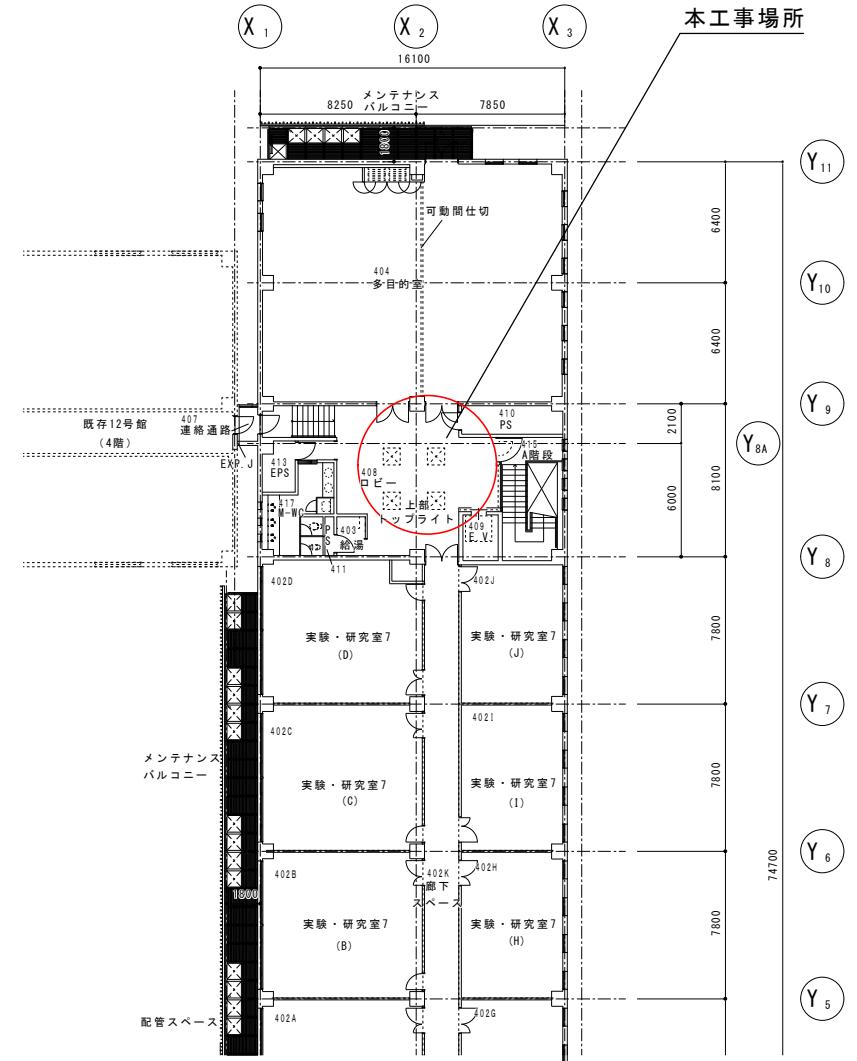 本工事場所
X1
X2
X3
16100
メンテナンス
バルコニー
8250
7850
1800
Y11
可動間仕切
6400
404
多目的室
Y10
6400
Y9
407
連絡通路
既存12号館
(4階)
EXP.J
410
PS
2100
Y8A
8100
415
A階段
413
EPS
408
ロビー
6000
417
M-WC
上部
トップライト
PS
403
給湯
409
E.V
411
Y8
402D
402J
実験・研究室7
(D)
実験・研究室7
(J)
7800
Y7
402C
402I
メンテナンス
バルコニー
実験・研究室7
(C)
実験・研究室7
(I)
7800
Y6
74700
402B
402K
廊下
スペース
402H
1800
実験・研究室7
(B)
実験・研究室7
(H)
7800
Y5
配管スペース
402A
402G